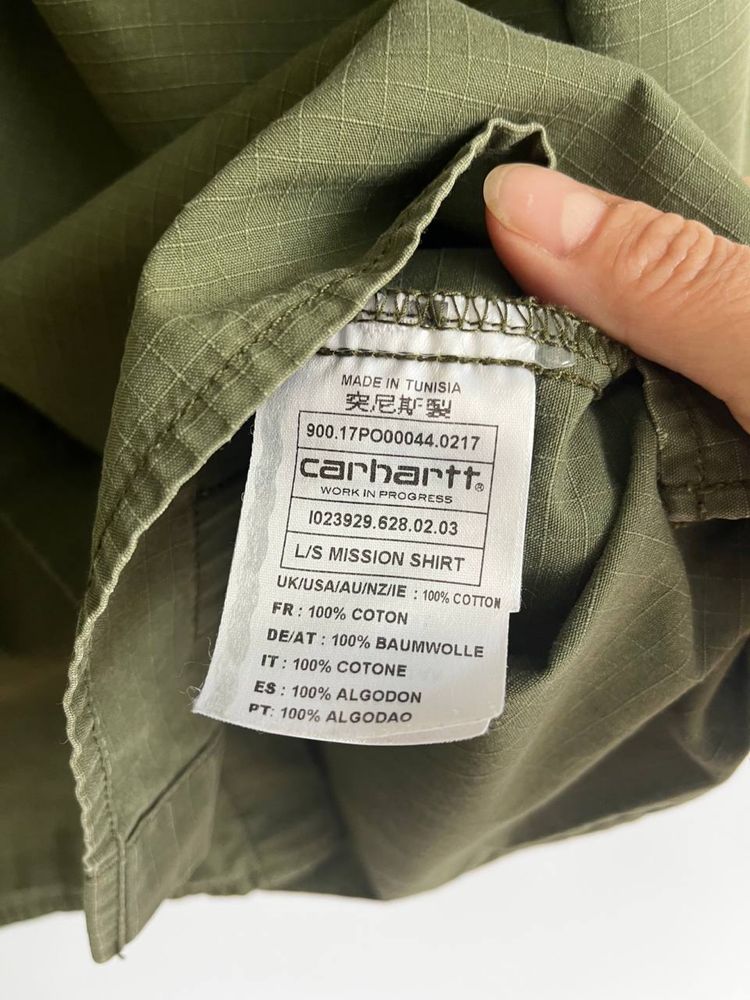 MADE IN TUNISIA
突尼斯製
900.17PO00044.0217
carhartt®
WORK IN PROGRESS
I023929.628.02.03
L/S MISSION SHIRT
UK/USA/AU/NZ/IE : 100% COTTON
FR : 100% COTON
DE/AT : 100% BAUMWOLLE
IT : 100% COTONE
ES : 100% ALGODON
PT: 100% ALGODAO